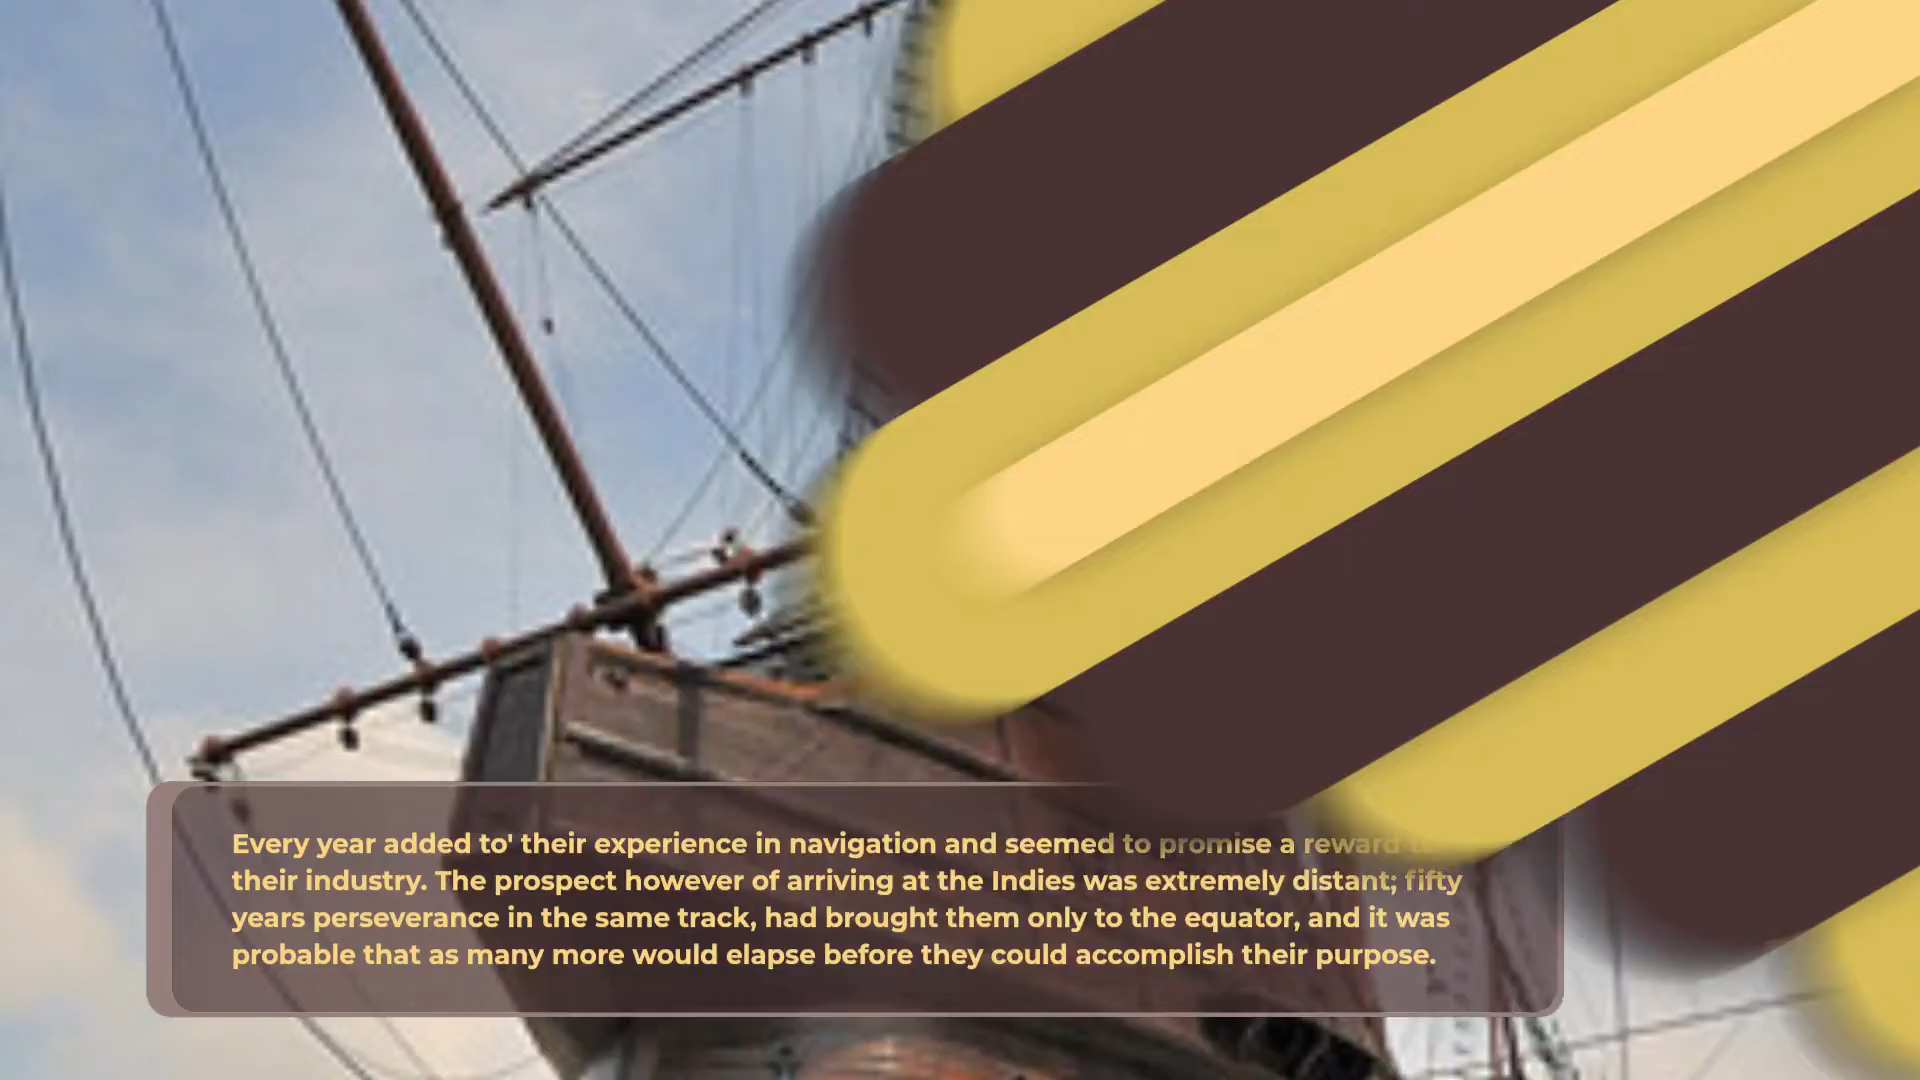 Every year added to' their experience in navigation and seemed to promise a reward
their industry. The prospect however of arriving at the Indies was extremely distant; fifty
years perseverance in the same track, had brought them only to the equator, and it was
probable that as many more would elapse before they could accomplish their purpose.